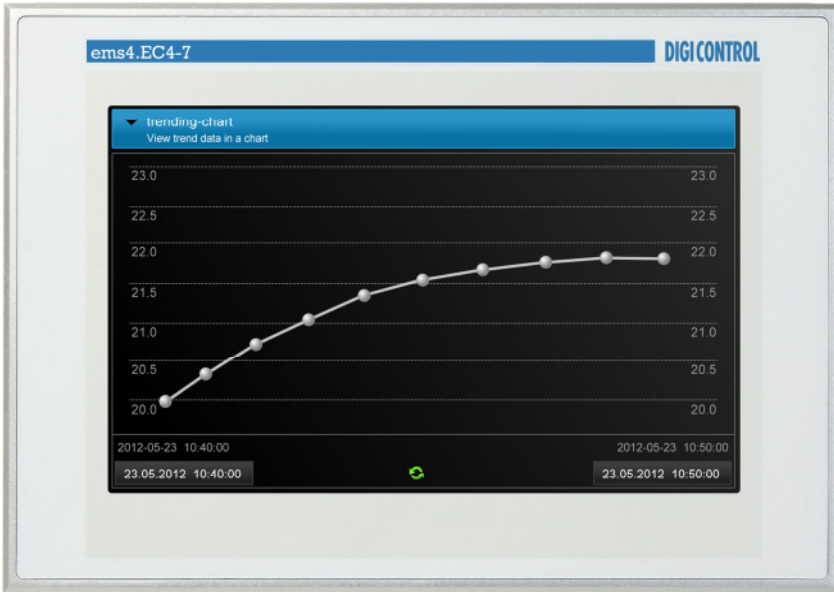 ems4.EC4-7
DIGICONTROL
trending-chart
View trend data in a chart
23.0 23.0
22.5 22.5
22.0 22.0
21.5 21.5
21.0 21.0
20.5 20.5
20.0 20.0
2012-05-23 10:40:00 2012-05-23 10:50:00
23.05.2012 10:40:00 23.05.2012 10:50:00